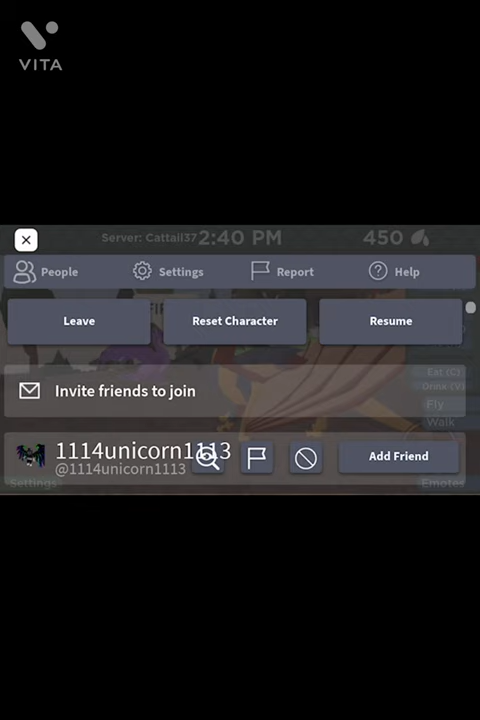 VITA
Server: Cattail37 2:40 PM 450
People Settings Report Help
Leave Reset Character Resume
Eat (C)
Drink (V)
Invite friends to join
Fly
Walk
1114unicorn1113
@1114unicorn1113
Add Friend
Settings Emotes